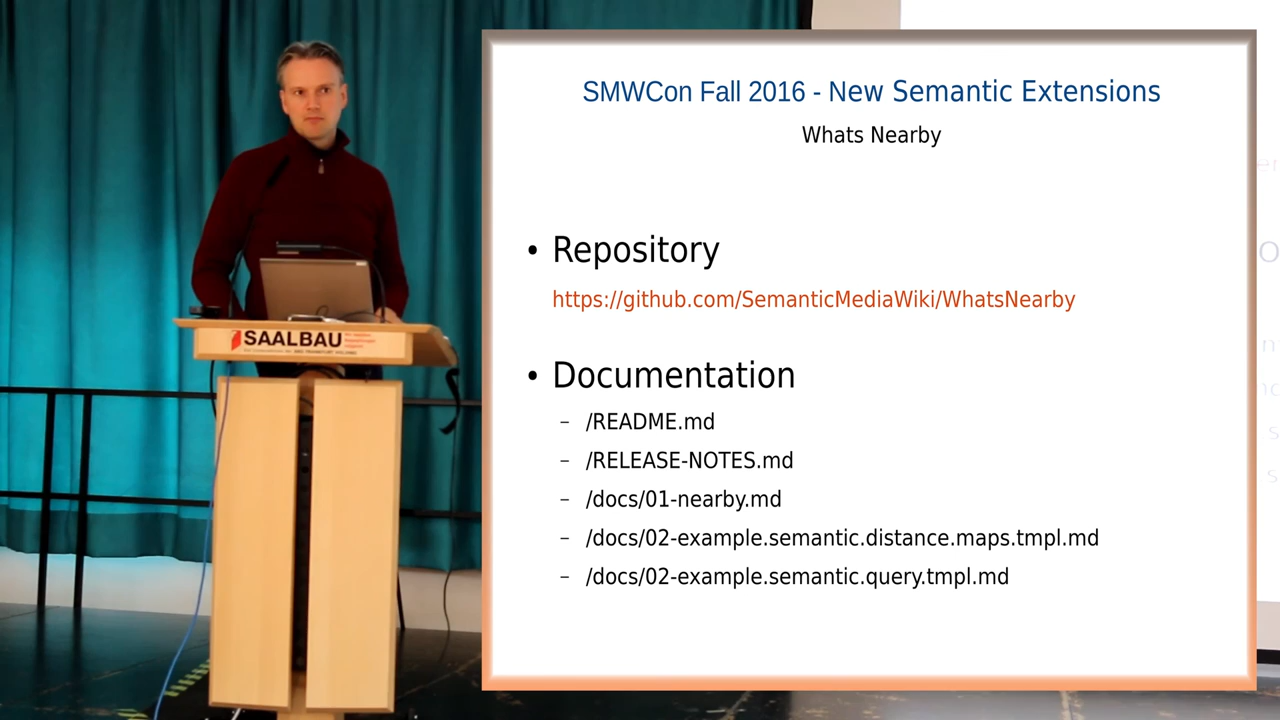 SMWCon Fall 2016 - New Semantic Extensions
Whats Nearby
• Repository
https://github.com/SemanticMediaWiki/WhatsNearby
• Documentation
– /README.md
– /RELEASE-NOTES.md
– /docs/01-nearby.md
– /docs/02-example.semantic.distance.maps.tmpl.md
– /docs/02-example.semantic.query.tmpl.md
SAALBAU